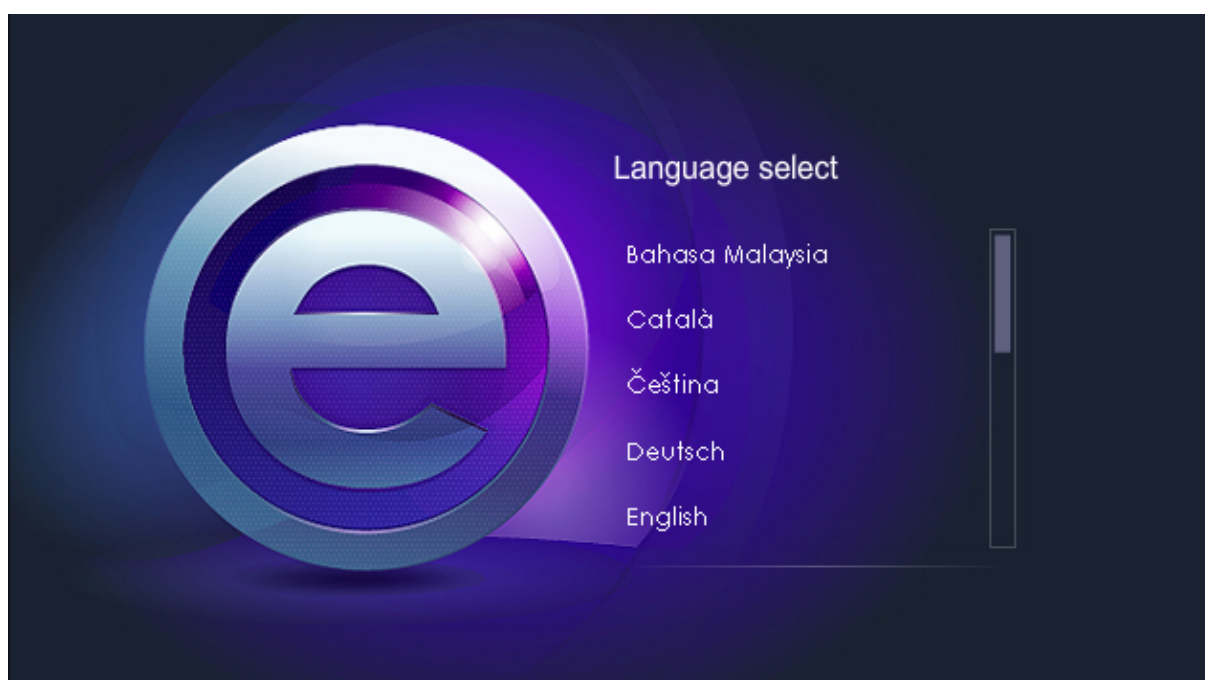 e
Language select
Bahasa Malaysia
Català
Čeština
Deutsch
English